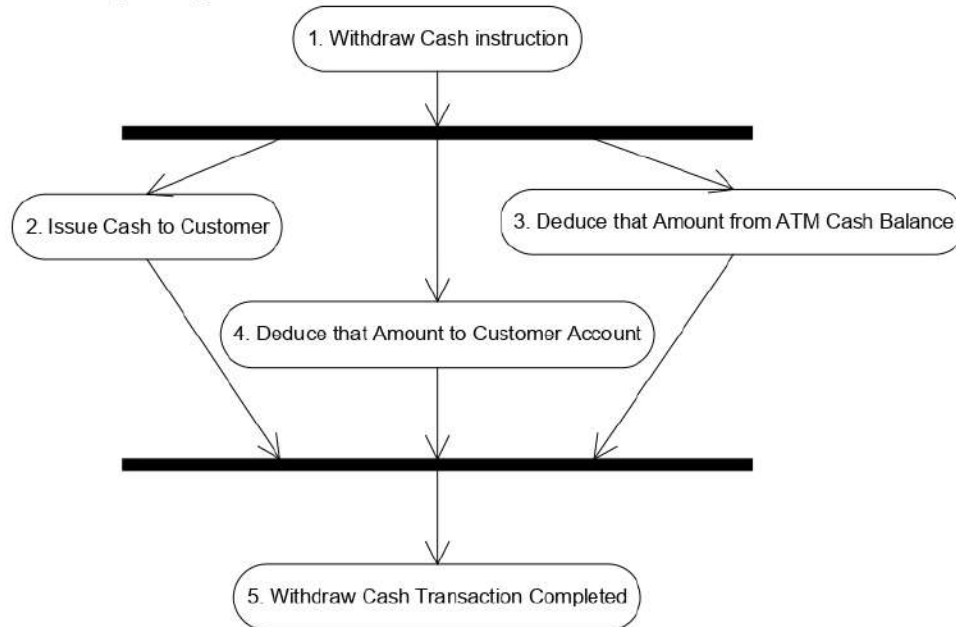 1. Withdraw Cash instruction
2. Issue Cash to Customer
3. Deduce that Amount from ATM Cash Balance
4. Deduce that Amount to Customer Account
5. Withdraw Cash Transaction Completed